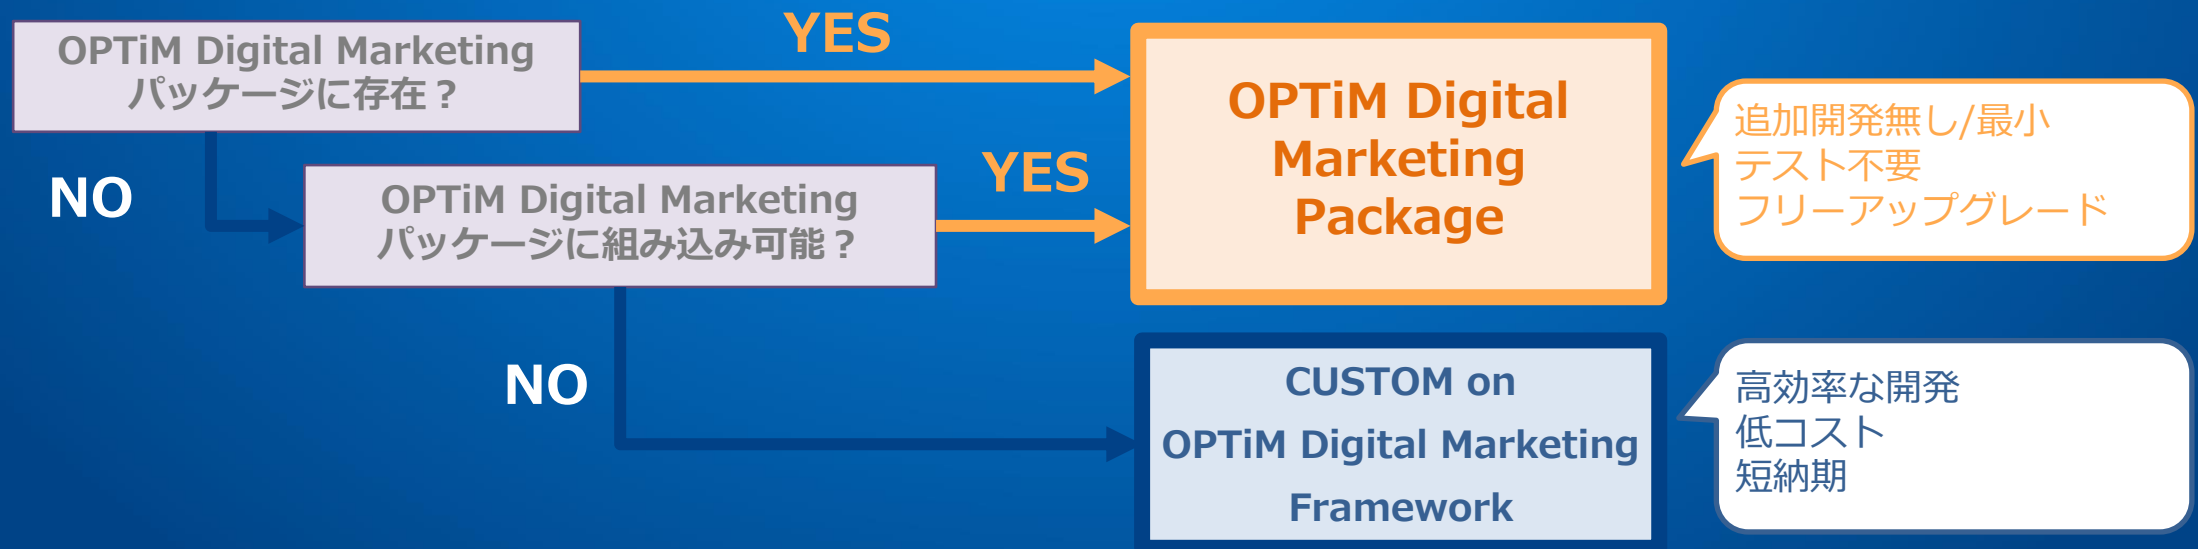 OPTiM Digital Marketing
パッケージに存在？
YES
NO
OPTiM Digital Marketing
パッケージに組み込み可能？
YES
NO
OPTiM Digital
Marketing
Package
追加開発無し/最小
テスト不要
フリーアップグレード
CUSTOM on
OPTiM Digital Marketing
Framework
高効率な開発
低コスト
短納期